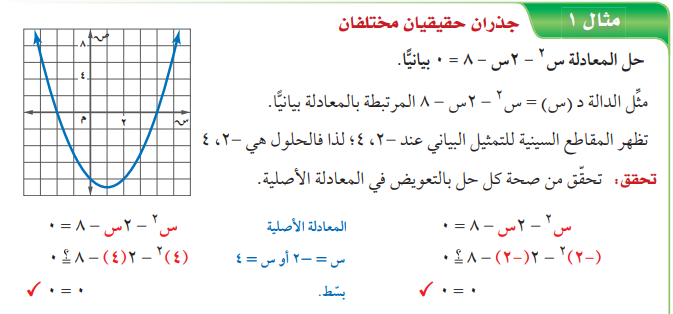 مثال ١ جذران حقيقيان مختلفان
حل المعادلة س٢ − ٢س − ٨ = ٠ بيانيًّا.
مثِّل الدالة د(س) = س٢ − ٢س − ٨ المرتبطة بالمعادلة بيانيًّا.
تظهر المقاطع السينية للتمثيل البياني عند −٢، ٤؛ لذا فالحلول هي −٢، ٤
تحقق: تحقّق من صحة كل حل بالتعويض في المعادلة الأصلية.
س٢ − ٢س − ٨ = ٠ المعادلة الأصلية س٢ − ٢س − ٨ = ٠
(−٢)٢ − ٢(−٢) − ٨ ≟ ٠ س = −٢ أو س = ٤ (٤)٢ − ٢(٤) − ٨ ≟ ٠
٠ = ٠ ✓ بسّط. ٠ = ٠ ✓
ص
٨
٤
م ٢ س